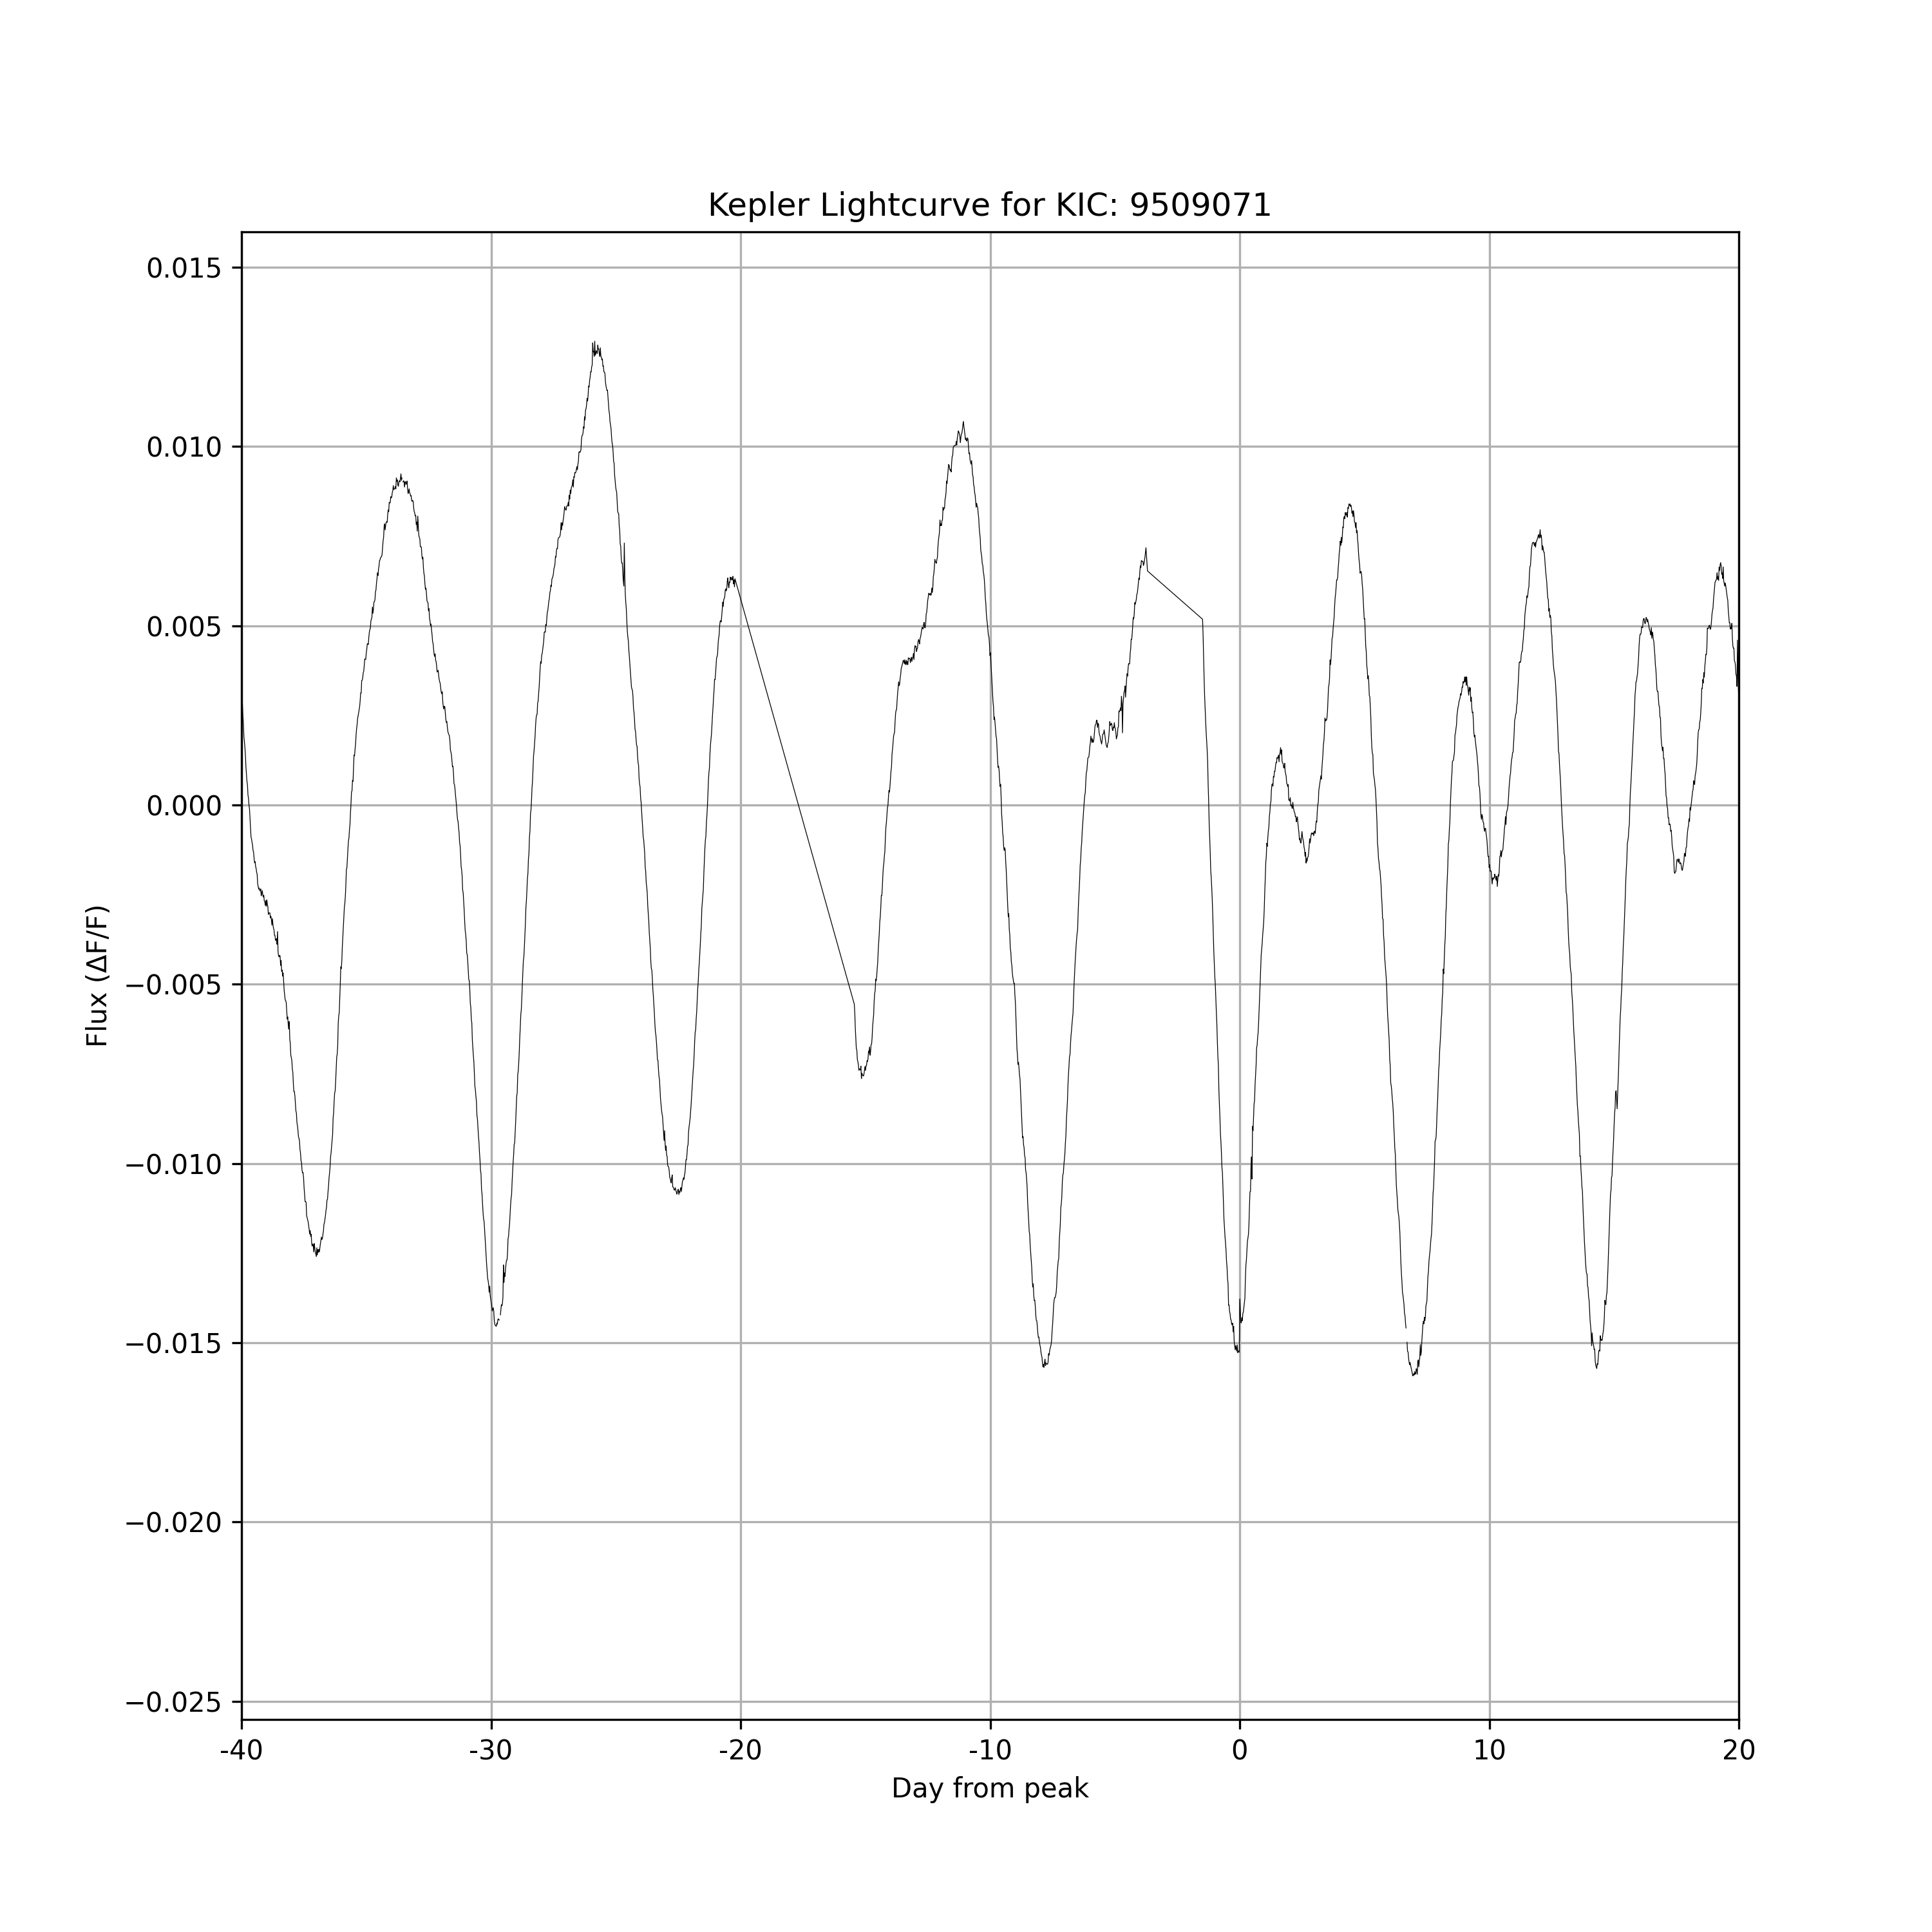 Kepler Lightcurve for KIC: 9509071
0.015
0.010
0.005
0.000
−0.005
−0.010
−0.015
−0.020
−0.025
Flux (ΔF/F)
-40 -30 -20 -10 0 10 20
Day from peak